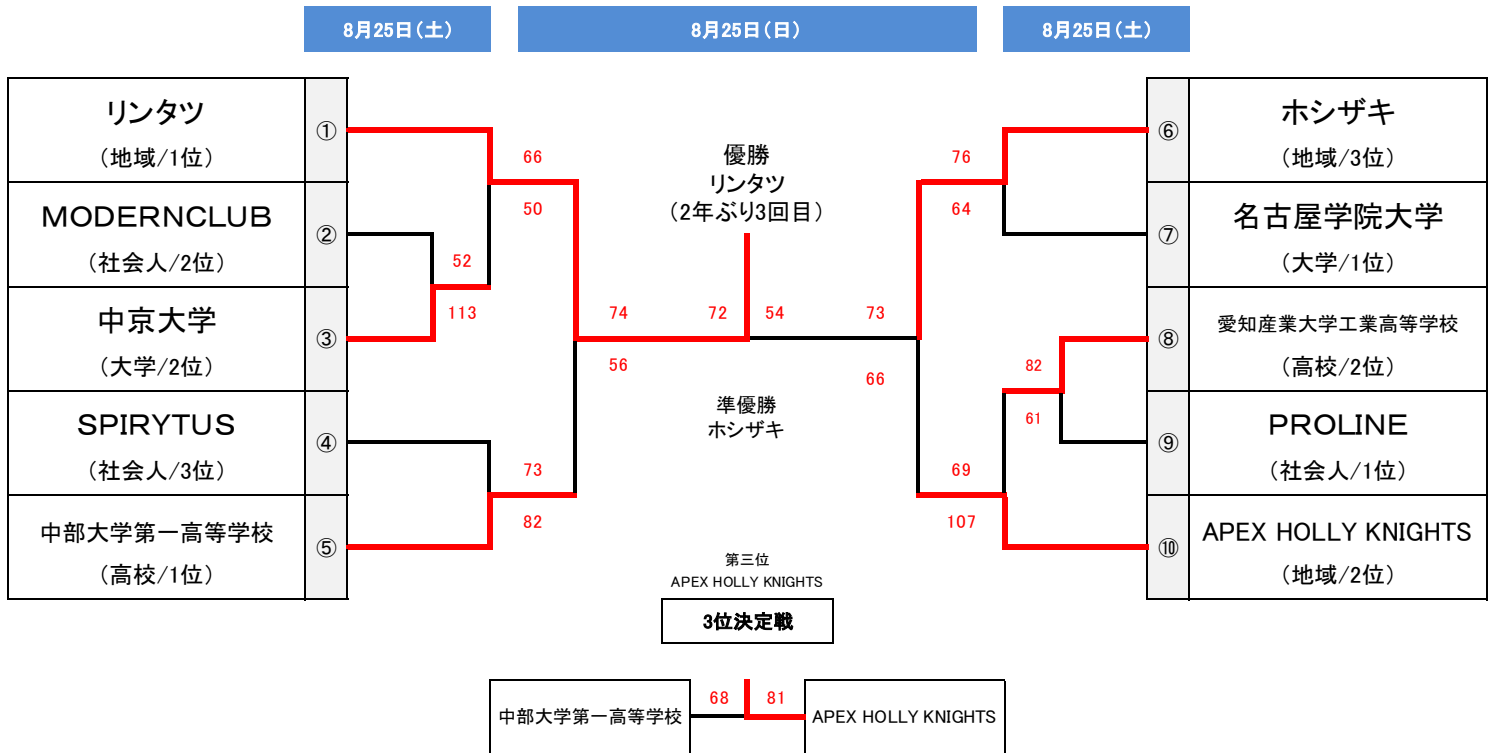 8月25日(土)
8月25日(日)
8月25日(土)
リンタツ
(地域/1位)
①
MODERNCLUB
(社会人/2位)
②
中京大学
(大学/2位)
③
SPIRYTUS
(社会人/3位)
④
中部大学第一高等学校
(高校/1位)
⑤
66
50
52
113
74
56
73
82
優勝
リンタツ
(2年ぶり3回目)
72
54
準優勝
ホシザキ
76
64
73
66
82
61
69
107
⑥
ホシザキ
(地域/3位)
⑦
名古屋学院大学
(大学/1位)
⑧
愛知産業大学工業高等学校
(高校/2位)
⑨
PROLINE
(社会人/1位)
⑩
APEX HOLLY KNIGHTS
(地域/2位)
第三位
APEX HOLLY KNIGHTS
3位決定戦
中部大学第一高等学校
68
81
APEX HOLLY KNIGHTS